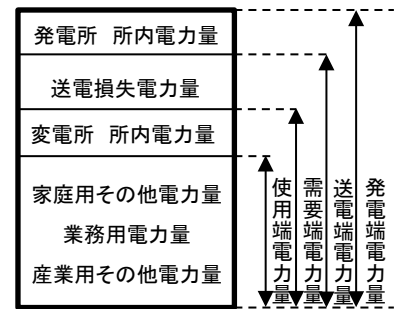 発電所 所内電力量
送電損失電力量
変電所 所内電力量
家庭用その他電力量
業務用電力量
産業用その他電力量
使用端電力量
需要端電力量
送電端電力量
発電端電力量